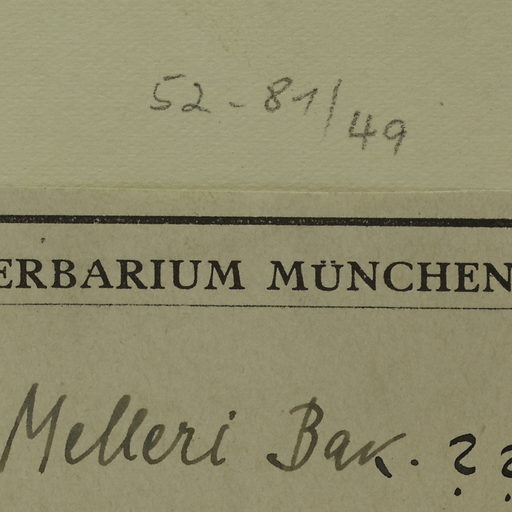 52-81/49
ERBARIUM MÜNCHEN
Melleri Bak. ??